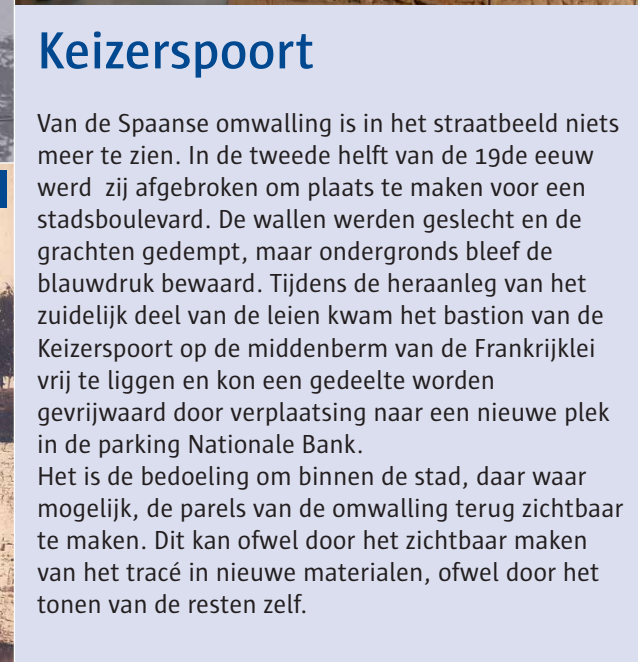 Keizerspoort
Van de Spaanse omwalling is in het straatbeeld niets
meer te zien. In de tweede helft van de 19de eeuw
werd zij afgebroken om plaats te maken voor een
stadsboulevard. De wallen werden geslecht en de
grachten gedempt, maar ondergronds bleef de
blauwdruk bewaard. Tijdens de heraanleg van het
zuidelijk deel van de leien kwam het bastion van de
Keizerspoort op de middenberm van de Frankrijklei
vrij te liggen en kon een gedeelte worden
gevrijwaard door verplaatsing naar een nieuwe plek
in de parking Nationale Bank.
Het is de bedoeling om binnen de stad, daar waar
mogelijk, de parels van de omwalling terug zichtbaar
te maken. Dit kan ofwel door het zichtbaar maken
van het tracé in nieuwe materialen, ofwel door het
tonen van de resten zelf.